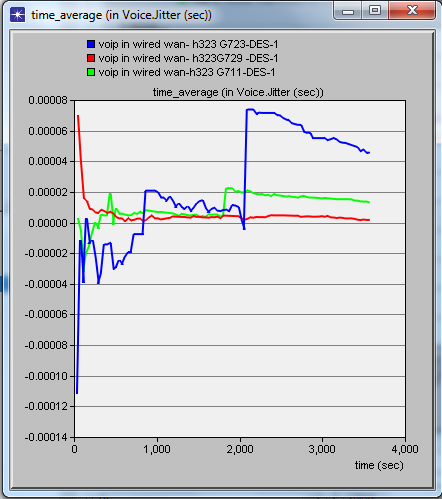 time_average (in Voice.Jitter (sec))
voip in wired wan- h323 G723-DES-1
voip in wired wan- h323G729 -DES-1
voip in wired wan-h323 G711-DES-1
time_average (in Voice.Jitter (sec))
0.00008
0.00006
0.00004
0.00002
0.00000
-0.00002
-0.00004
-0.00006
-0.00008
-0.00010
-0.00012
-0.00014
0 1,000 2,000 3,000 4,000
time (sec)